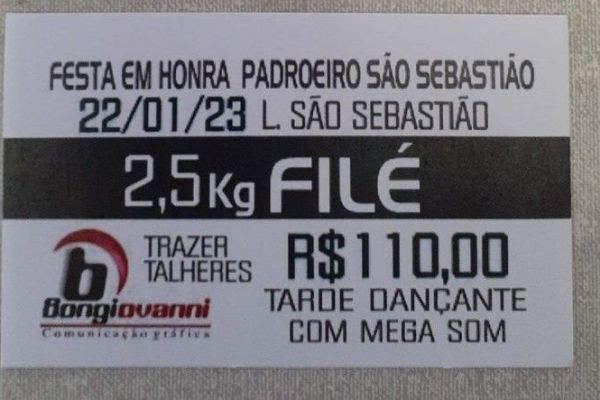 FESTA EM HONRA PADROEIRO SÃO SEBASTIÃO
22/01/23 L. SÃO SEBASTIÃO
2,5Kg FILÉ
TRAZER
TALHERES
b
Bongiovanni
Comunicação gráfica
R$110,00
TARDE DANÇANTE
COM MEGA SOM